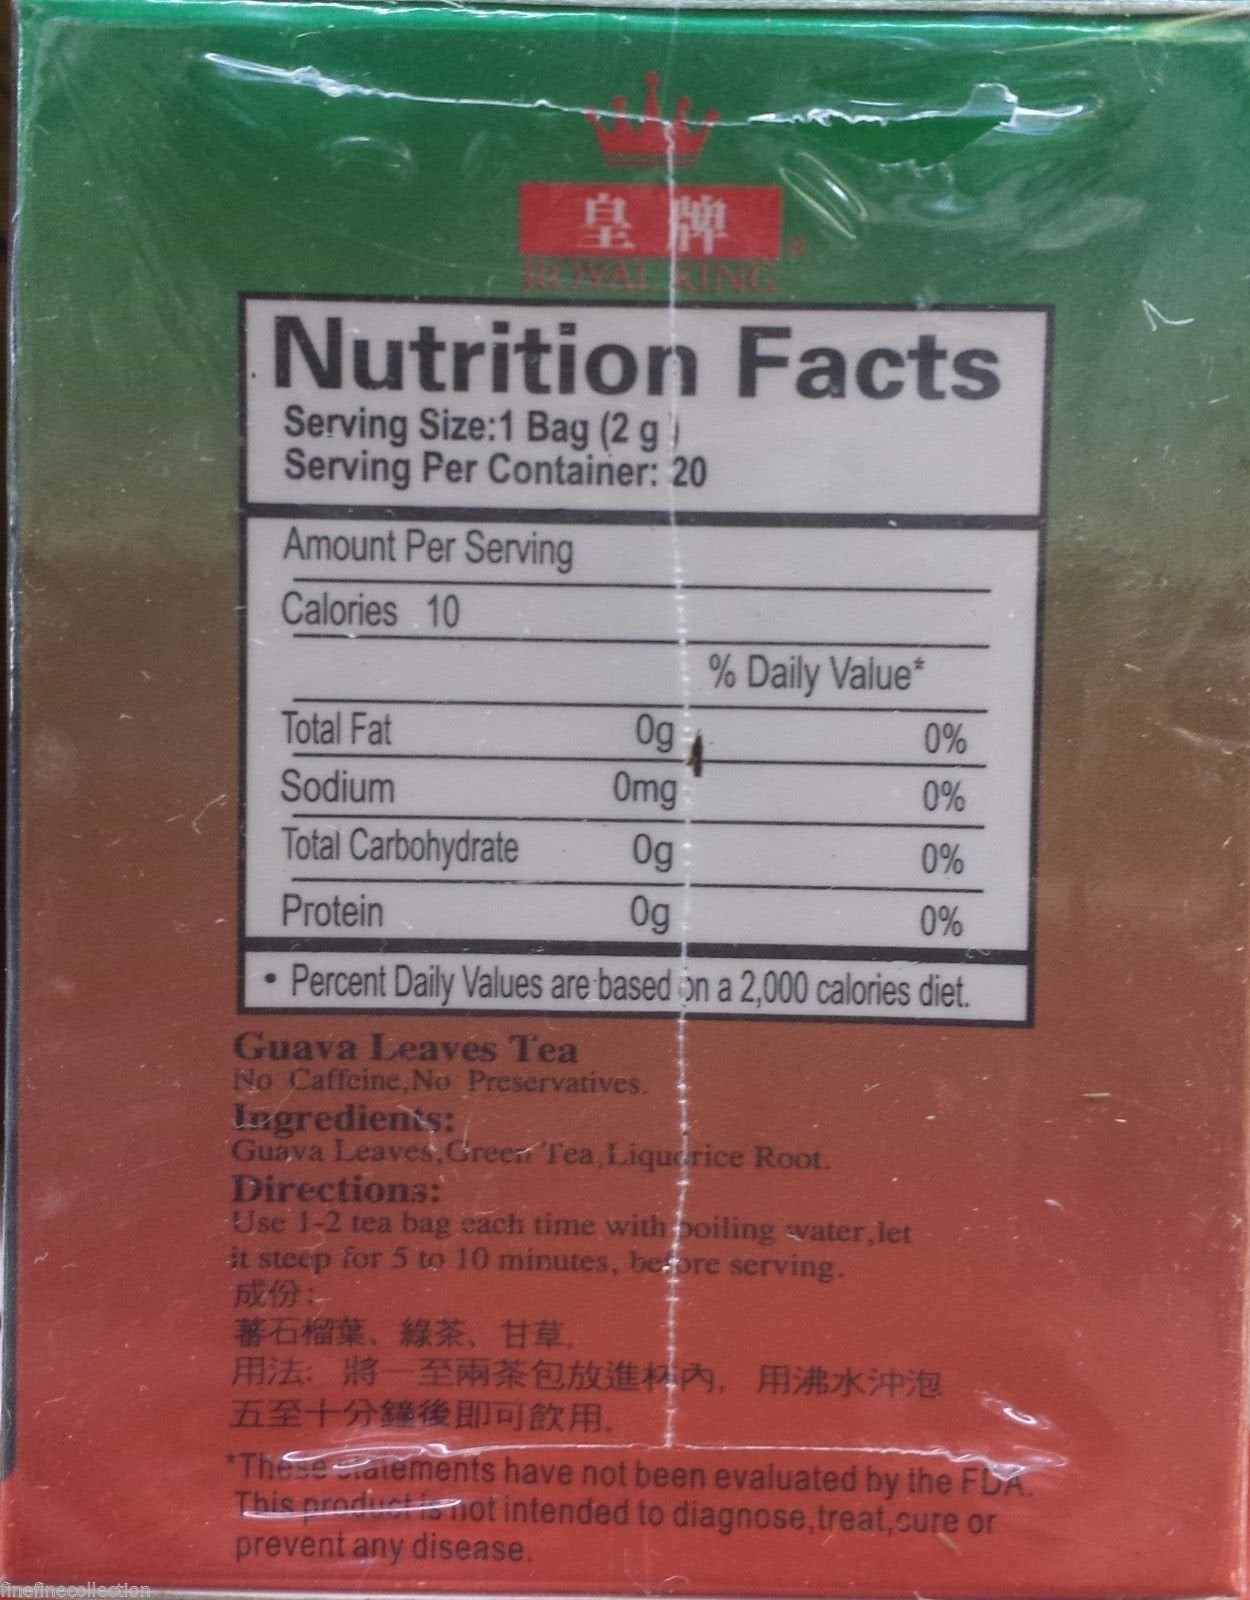 皇牌
®
ROYAL KING
Nutrition Facts
Serving Size:1 Bag (2 g )
Serving Per Container: 20
Amount Per Serving
Calories 10
% Daily Value*
Total Fat 0g 0%
Sodium 0mg 0%
Total Carbohydrate 0g 0%
Protein 0g 0%
• Percent Daily Values are based on a 2,000 calories diet.
Guava Leaves Tea
No Caffeine,No Preservatives.
Ingredients:
Guava Leaves,Green Tea,Liquorice Root.
Directions:
Use 1-2 tea bag each time with boiling water,let
it steep for 5 to 10 minutes, before serving.
成份:
蕃石榴葉、綠茶、甘草.
用法: 將一至兩茶包放進杯內, 用沸水沖泡
五至十分鐘後即可飲用.
*These statements have not been evaluated by the FDA.
This product is not intended to diagnose,treat,cure or
prevent any disease.
finefinecollection